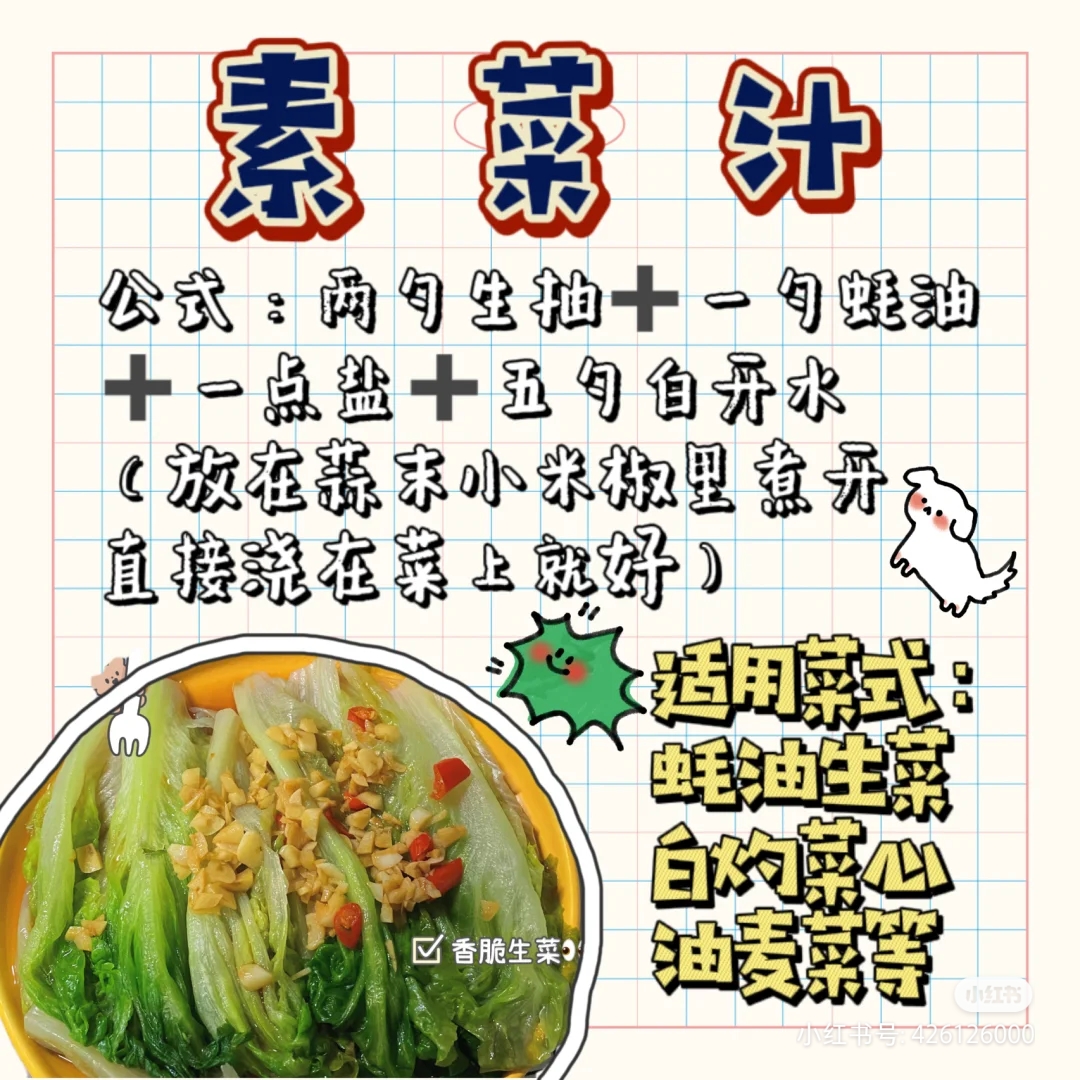 素菜汁
公式：两勺生抽➕一勺蚝油
➕一点盐➕五勺白开水
（放在蒜末小米椒里煮开
直接浇在菜上就好）
适用菜式：
蚝油生菜
白灼菜心
油麦菜等
☑香脆生菜
小红书
小红书号: 426126000